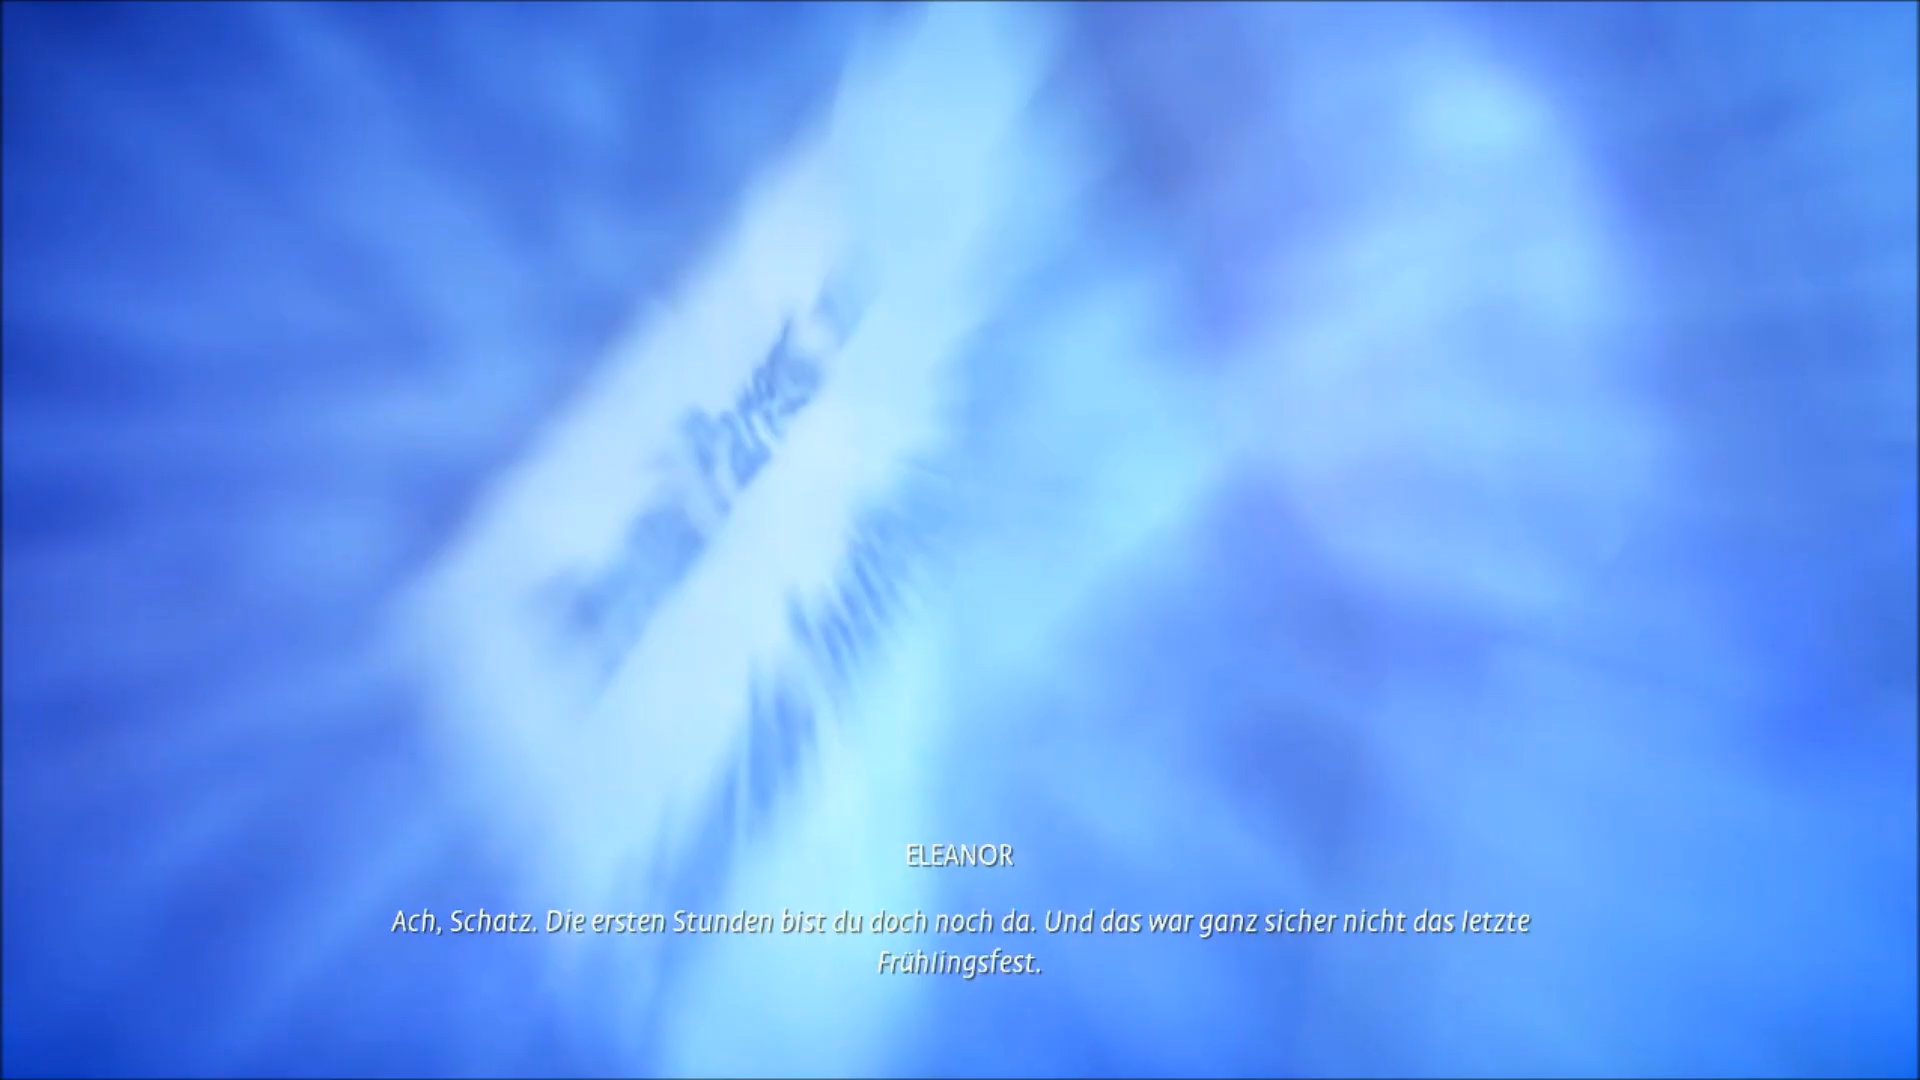 ELEANOR
Ach, Schatz. Die ersten Stunden bist du doch noch da. Und das war ganz sicher nicht das letzte
Frühlingsfest.